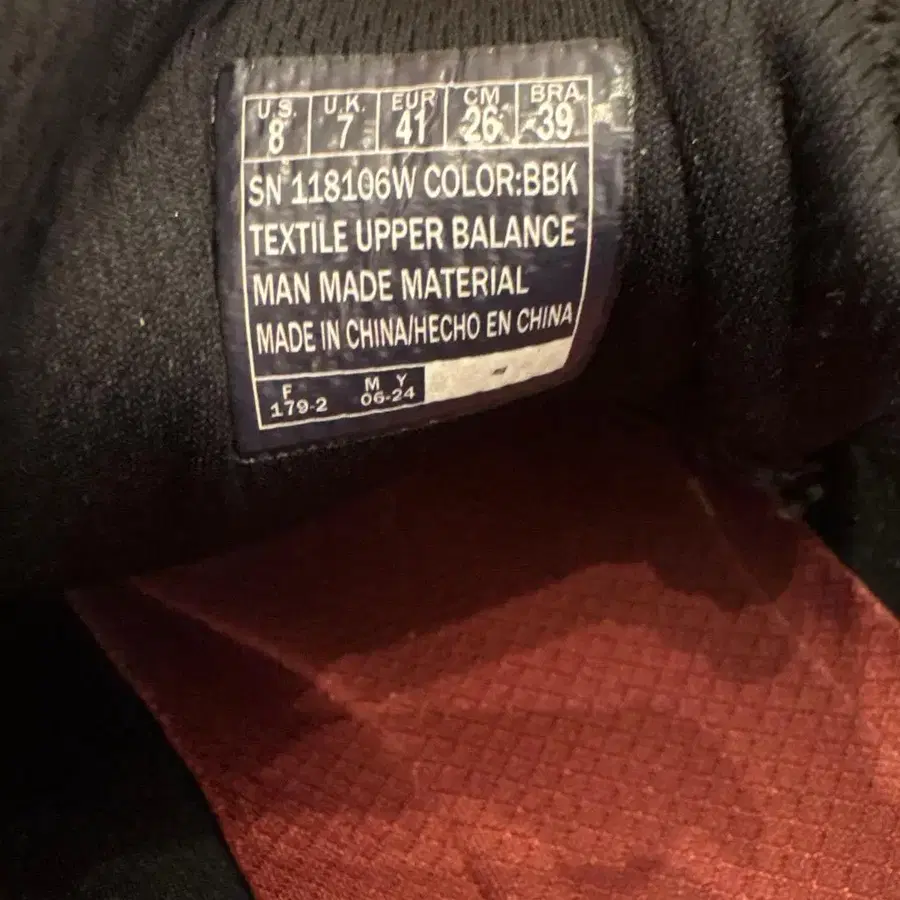 U.S. U.K. EUR CM BRA
8 7 41 26 39
SN 118106W COLOR:BBK
TEXTILE UPPER BALANCE
MAN MADE MATERIAL
MADE IN CHINA/HECHO EN CHINA
F M Y
179-2 06-24